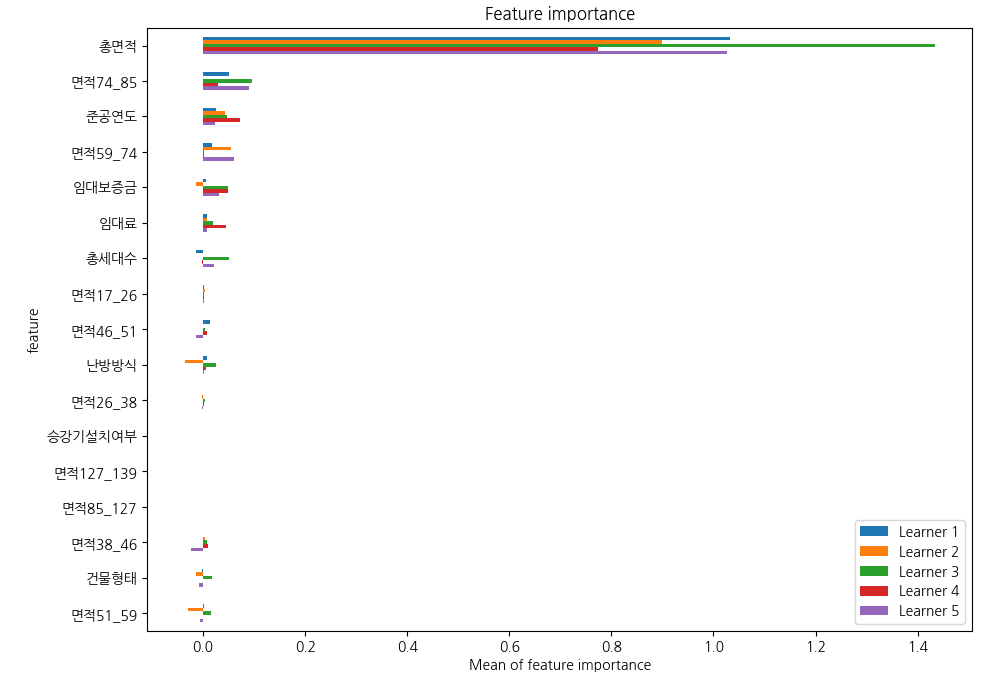 Feature importance
총면적
면적74_85
준공연도
면적59_74
임대보증금
임대료
총세대수
면적17_26
면적46_51
난방방식
면적26_38
승강기설치여부
면적127_139
면적85_127
면적38_46
건물형태
면적51_59
feature
Learner 1
Learner 2
Learner 3
Learner 4
Learner 5
0.0 0.2 0.4 0.6 0.8 1.0 1.2 1.4
Mean of feature importance